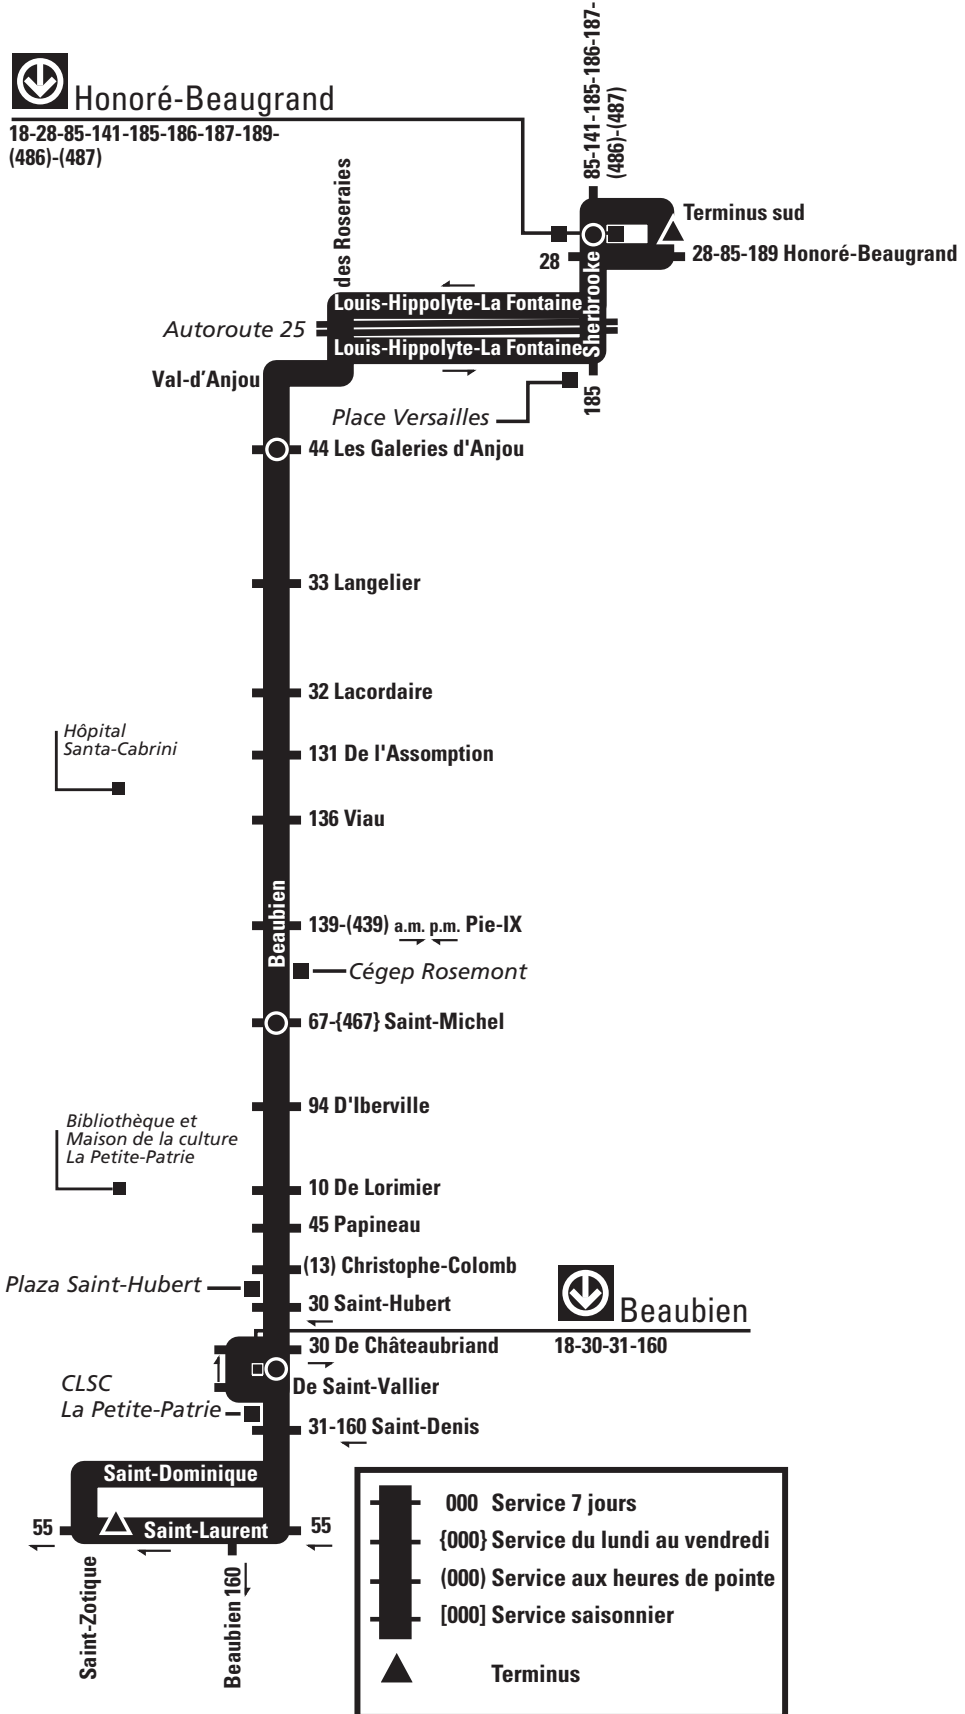 85-141-185-186-187-
(486)-(487)
Honoré-Beaugrand
18-28-85-141-185-186-187-189-
(486)-(487)
des Roseraies
Terminus sud
28
28-85-189 Honoré-Beaugrand
Sherbrooke
Louis-Hippolyte-La Fontaine
Autoroute 25
Louis-Hippolyte-La Fontaine
Val-d'Anjou
185
Place Versailles
44 Les Galeries d'Anjou
33 Langelier
32 Lacordaire
Hôpital
Santa-Cabrini
131 De l'Assomption
136 Viau
Beaubien
139-(439) a.m. p.m. Pie-IX
Cégep Rosemont
67-{467} Saint-Michel
94 D'Iberville
Bibliothèque et
Maison de la culture
La Petite-Patrie
10 De Lorimier
45 Papineau
(13) Christophe-Colomb
Plaza Saint-Hubert
30 Saint-Hubert
Beaubien
18-30-31-160
30 De Châteaubriand
De Saint-Vallier
CLSC
La Petite-Patrie
31-160 Saint-Denis
Saint-Dominique
55
Saint-Laurent
55
Saint-Zotique
Beaubien 160
000 Service 7 jours
{000} Service du lundi au vendredi
(000) Service aux heures de pointe
[000] Service saisonnier
Terminus